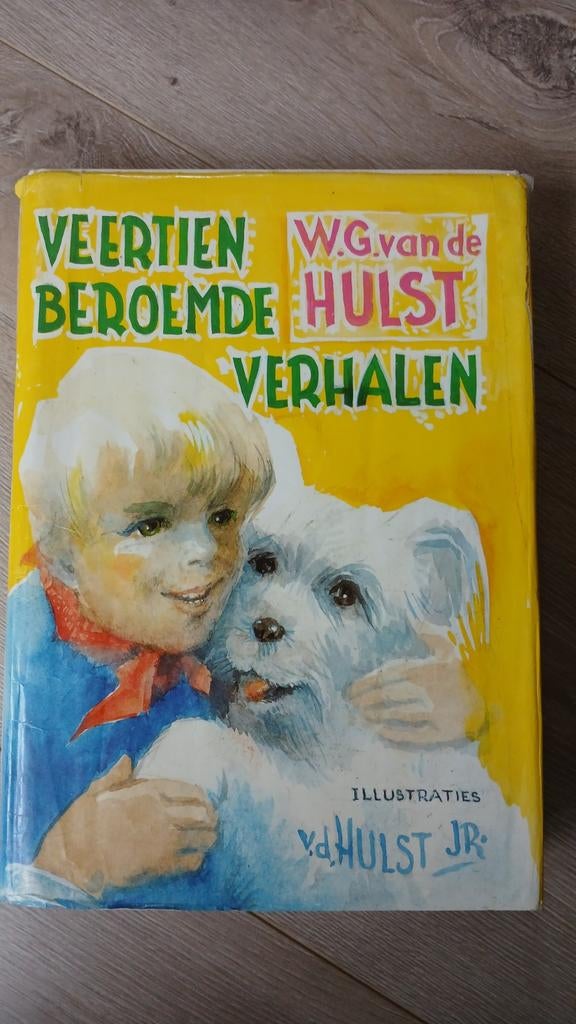 VEERTIEN
BEROEMDE
VERHALEN
W.G. van de
HULST
ILLUSTRATIES
v.d. HULST JR.